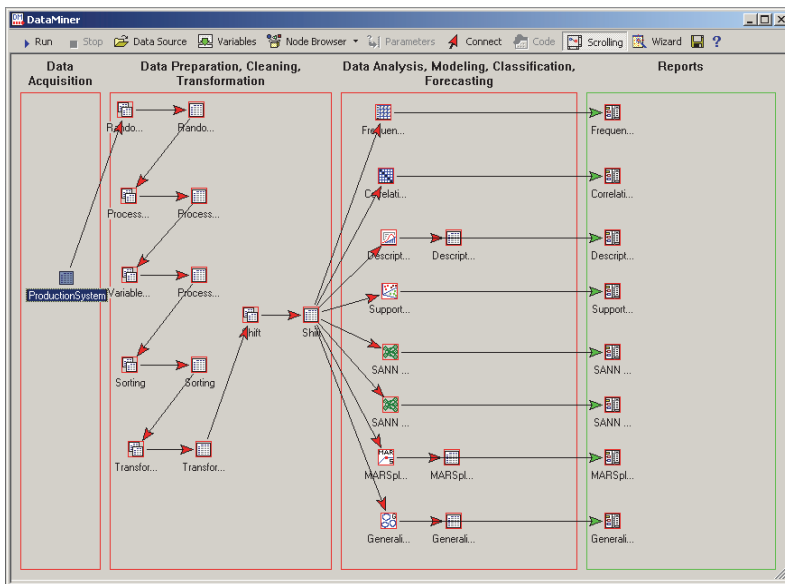 DataMiner
Run Stop Data Source Variables Node Browser Parameters Connect Code Scrolling Wizard ?
Data Acquisition
Data Preparation, Cleaning, Transformation
Data Analysis, Modeling, Classification, Forecasting
Reports
Rando... Rando...
Process... Process...
ProductionSystem
Variable... Process...
Shift Shift
Sorting Sorting
Transfor... Transfor...
Frequen... Frequen...
Correlati... Correlati...
Descript... Descript... Descript...
Support... Support...
SANN ... SANN ...
SANN ... SANN ...
MAR
S
MARSpl... MARSpl... MARSpl...
Generali... Generali... Generali...